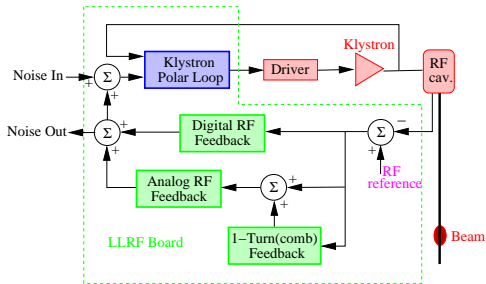 Klystron
RF
cav.
Klystron
Polar Loop
Noise In
Σ
+
+
Driver
Noise Out
Σ
+
+
Digital RF
Feedback
Σ
−
+
RF
reference
Analog RF
Feedback
Σ
+
+
1−Turn(comb)
Feedback
LLRF Board
Beam